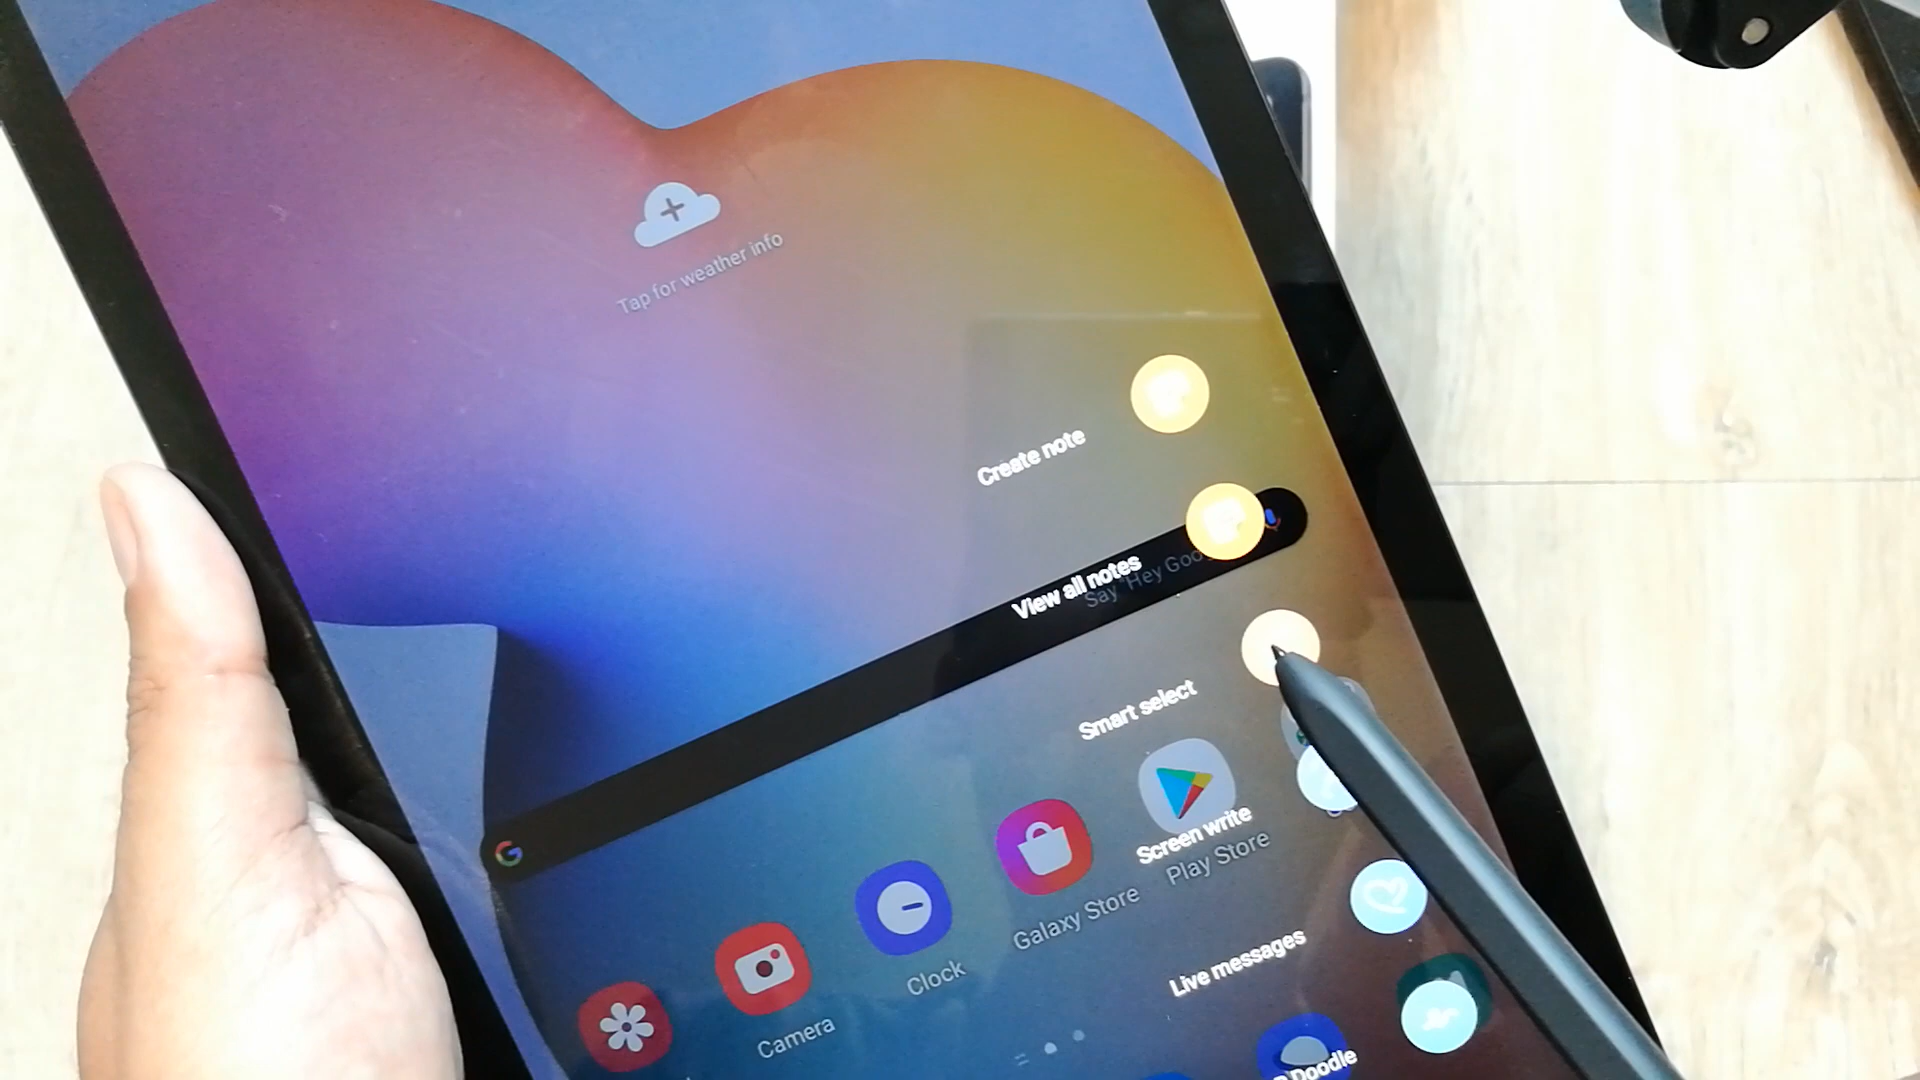 Tap for weather info
Create note
View all notes
Say "Hey Goo
Smart select
Screen write
Play Store
Galaxy Store
Clock
Camera
Live messages
Doodle